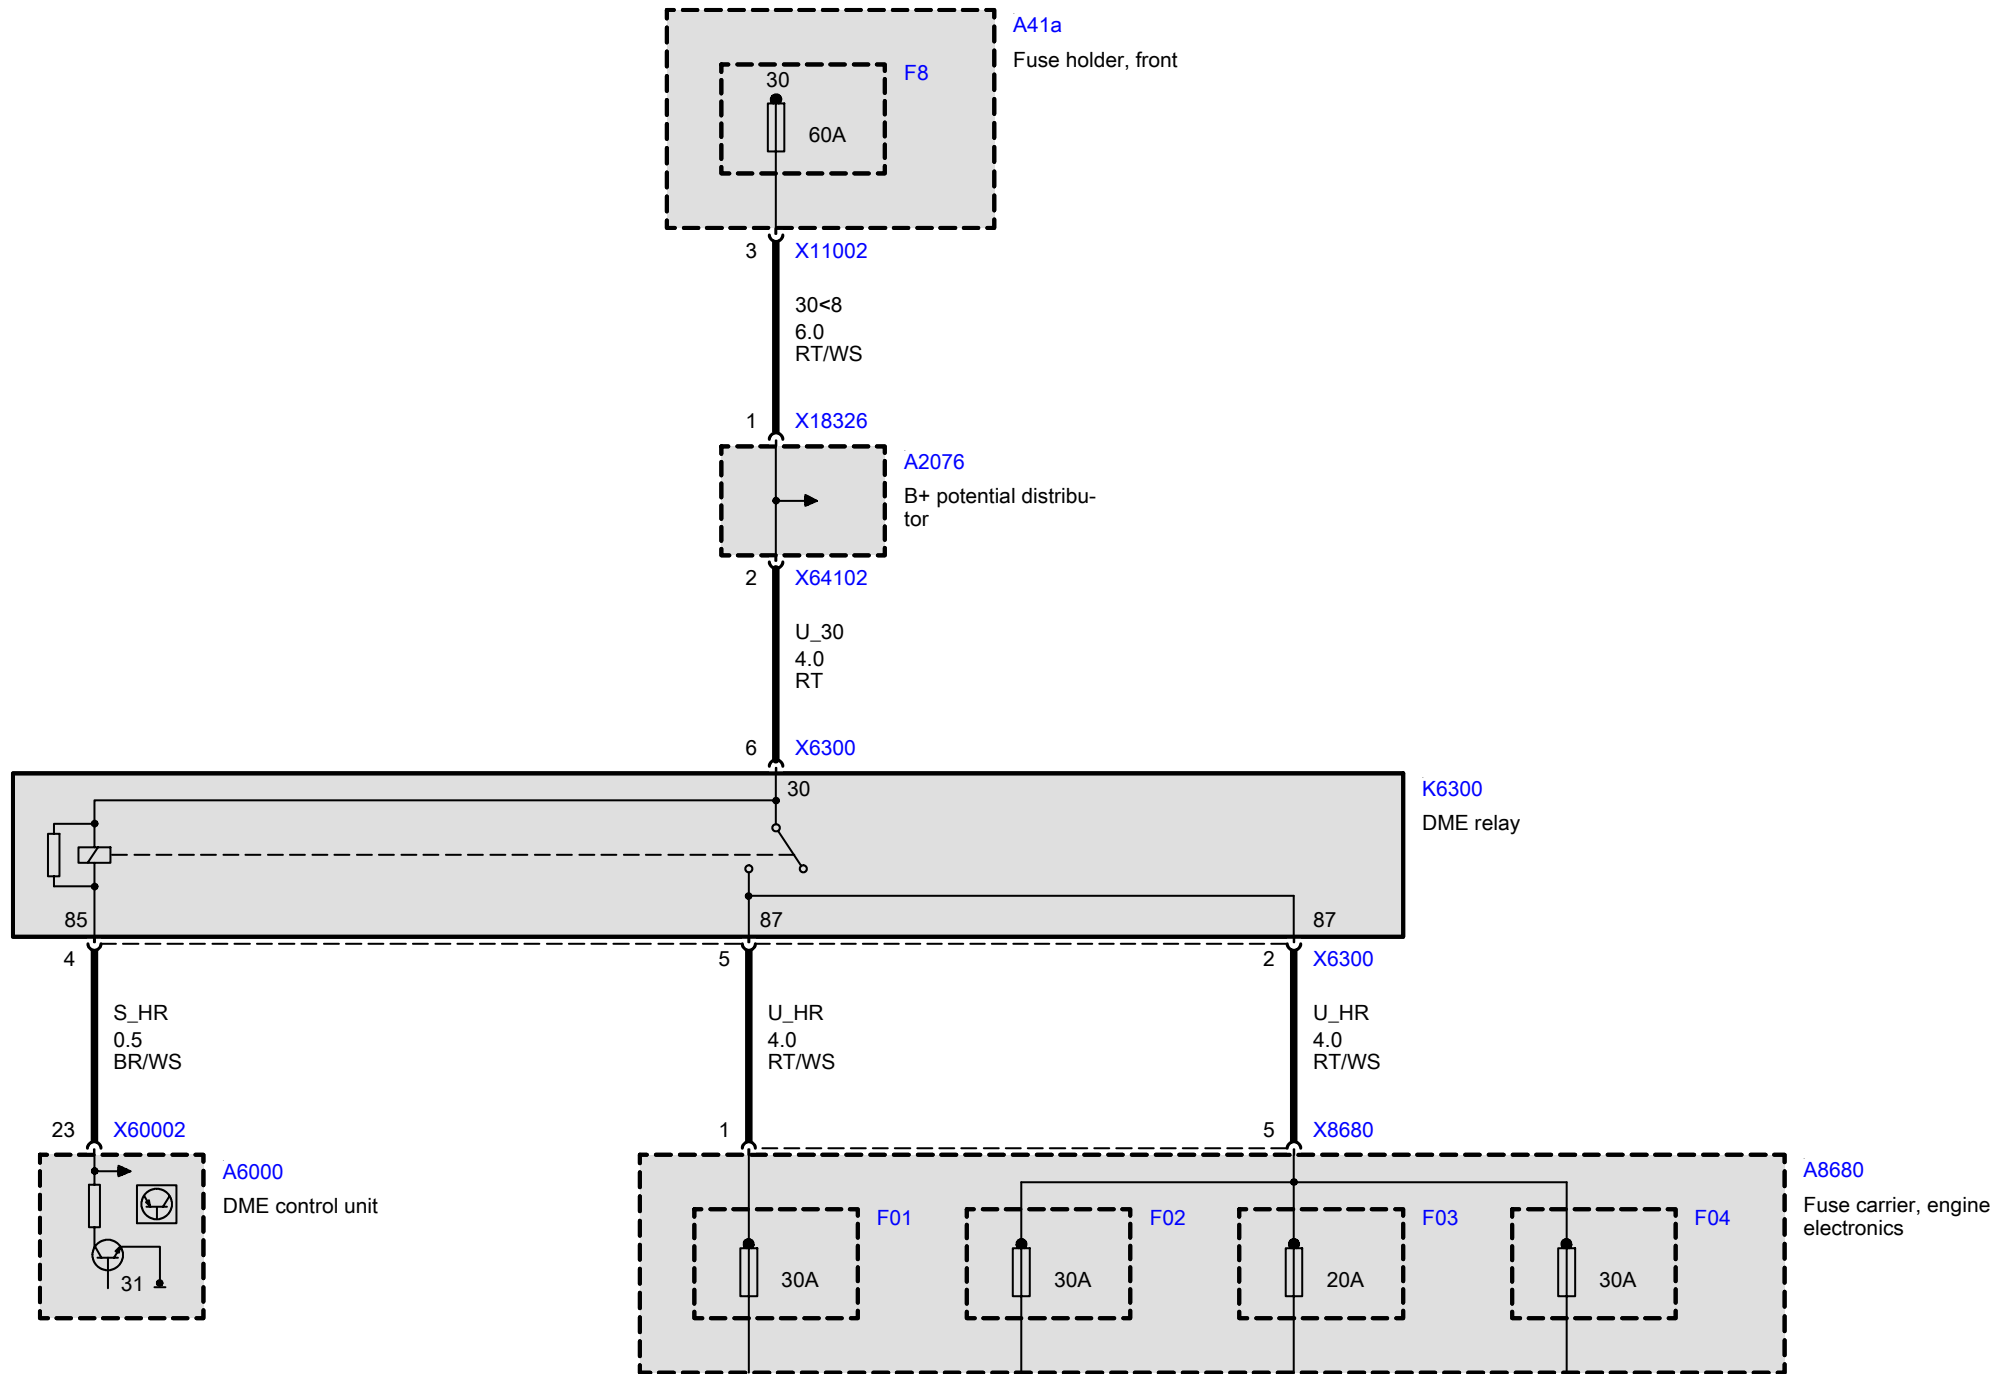 A41a
Fuse holder, front
F8
30
60A
3 X11002
30<8
6.0
RT/WS
1 X18326
A2076
B+ potential distribu-
tor
2 X64102
U_30
4.0
RT
6 X6300
30
K6300
DME relay
85 87 87
4 5 2 X6300
S_HR
0.5
BR/WS
U_HR
4.0
RT/WS
U_HR
4.0
RT/WS
23 X60002
1 5 X8680
A6000
DME control unit
31
A8680
Fuse carrier, engine
electronics
F01
30A
F02
30A
F03
20A
F04
30A